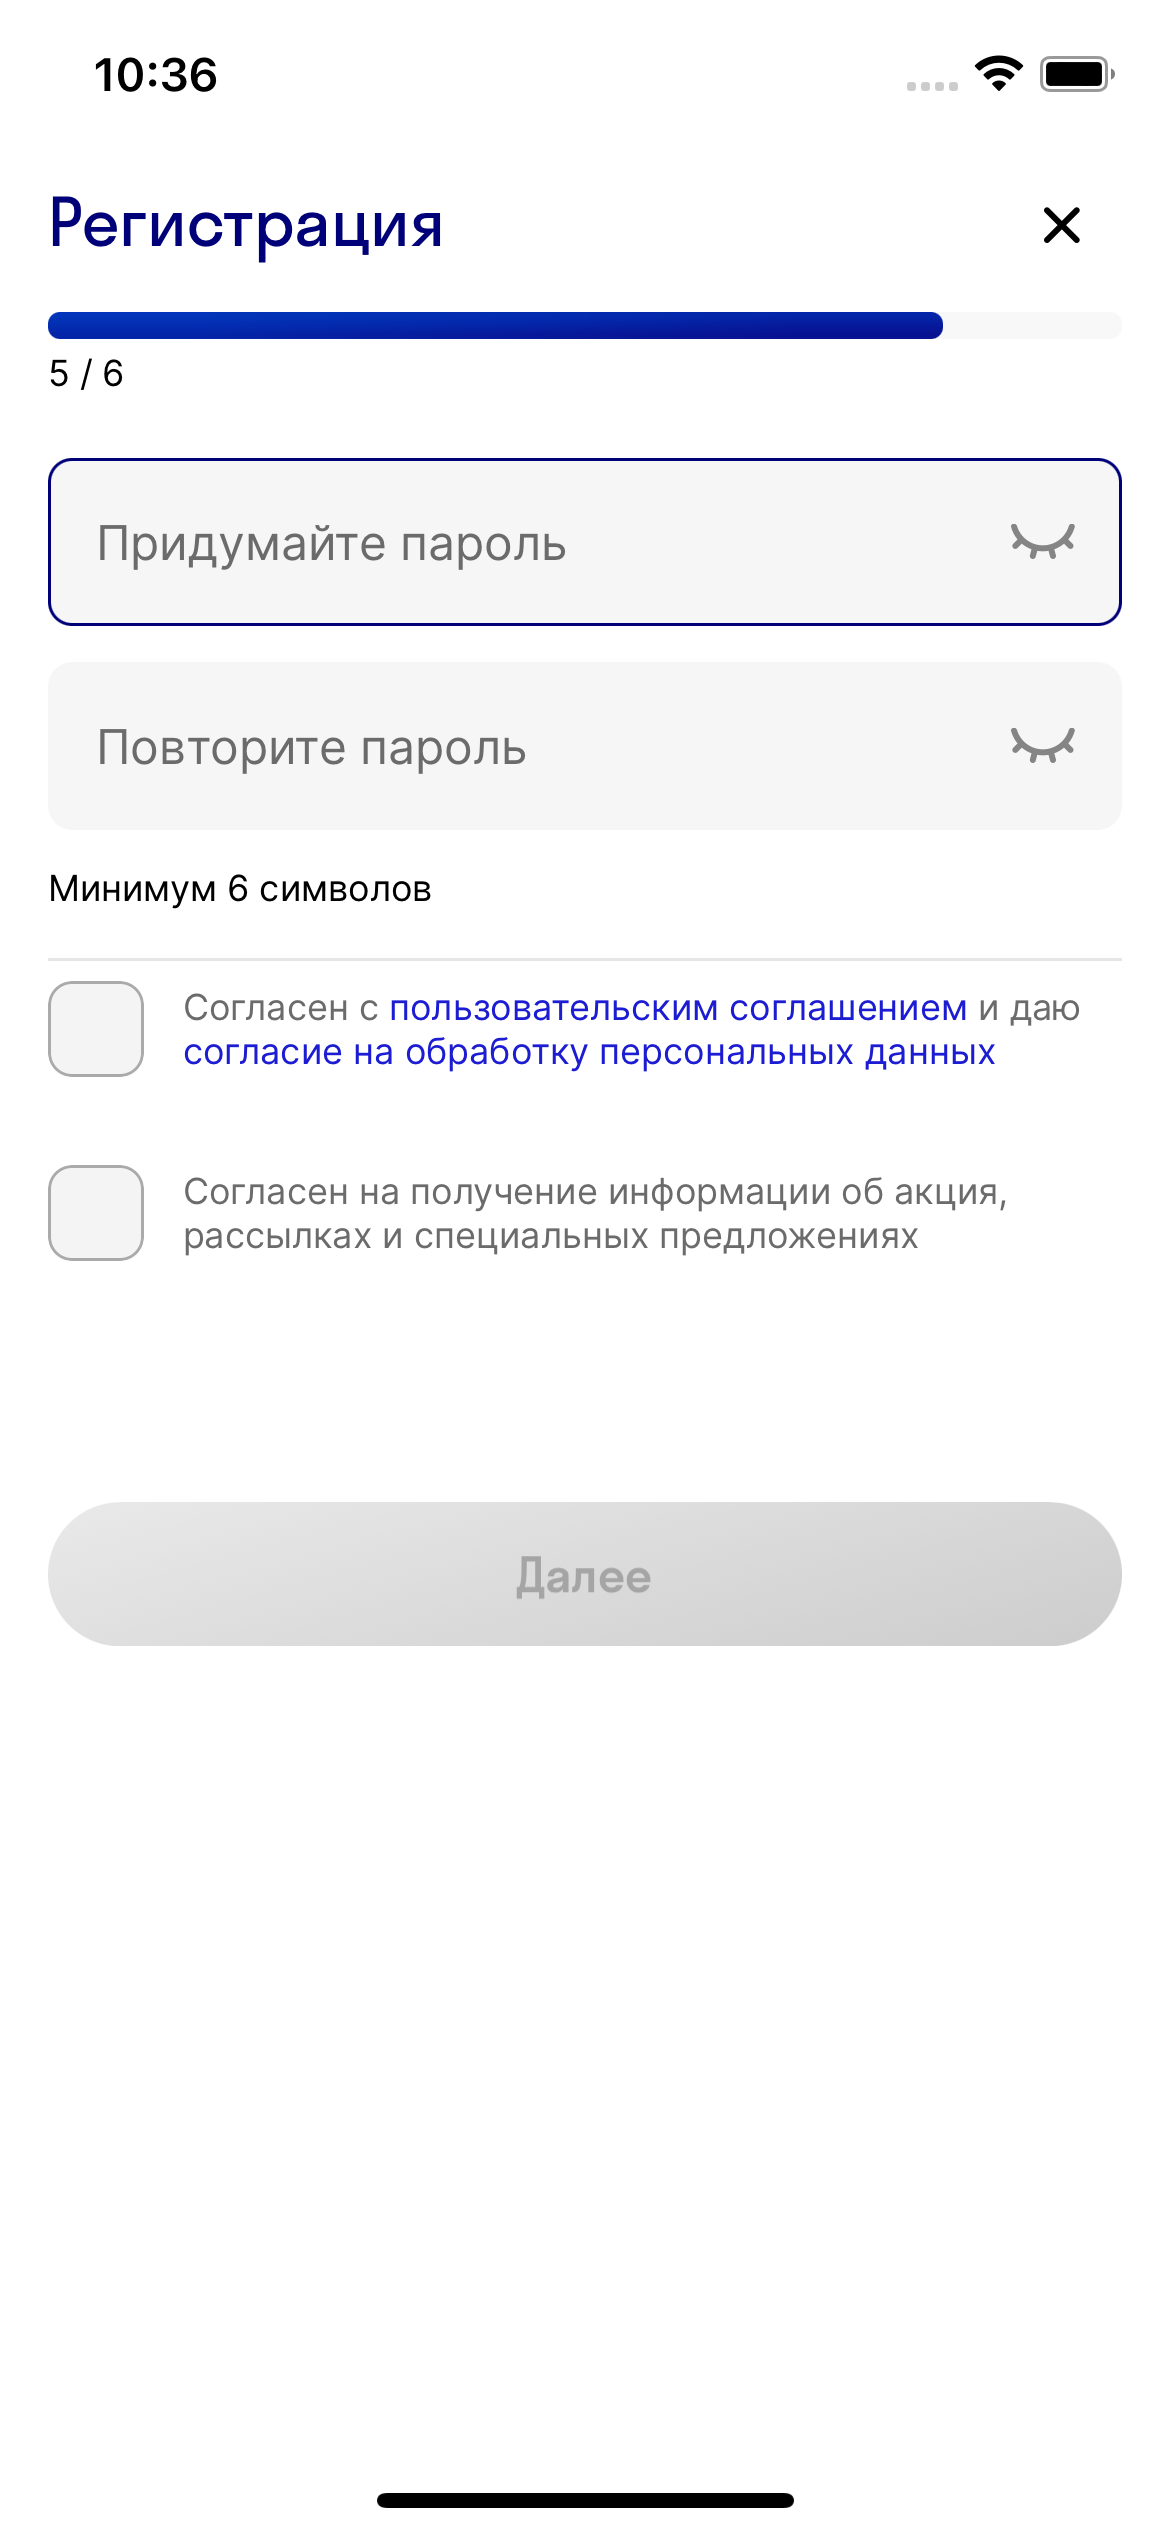 10:36
Регистрация
5 / 6
Придумайте пароль
Повторите пароль
Минимум 6 символов
Согласен с пользовательским соглашением и даю
согласие на обработку персональных данных
Согласен на получение информации об акция,
рассылках и специальных предложениях
Далее